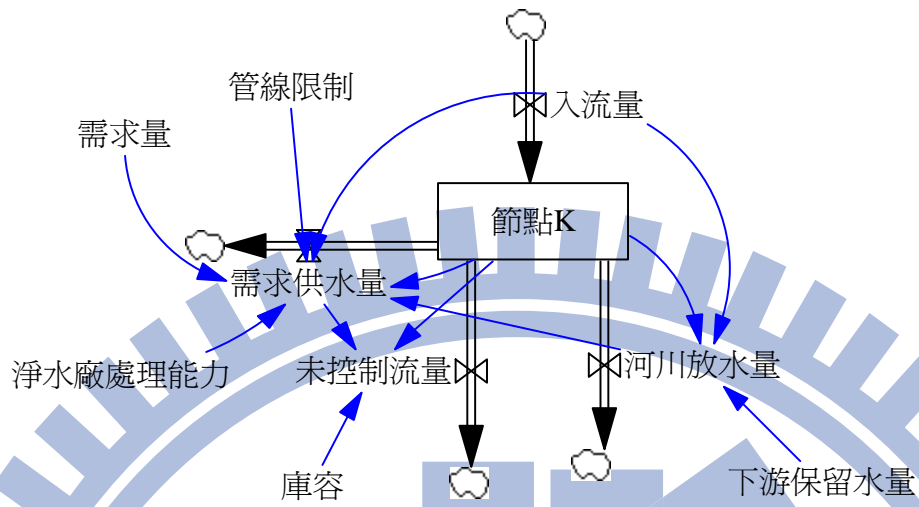 管線限制
入流量
需求量
節點K
需求供水量
淨水廠處理能力
未控制流量
河川放水量
庫容
下游保留水量